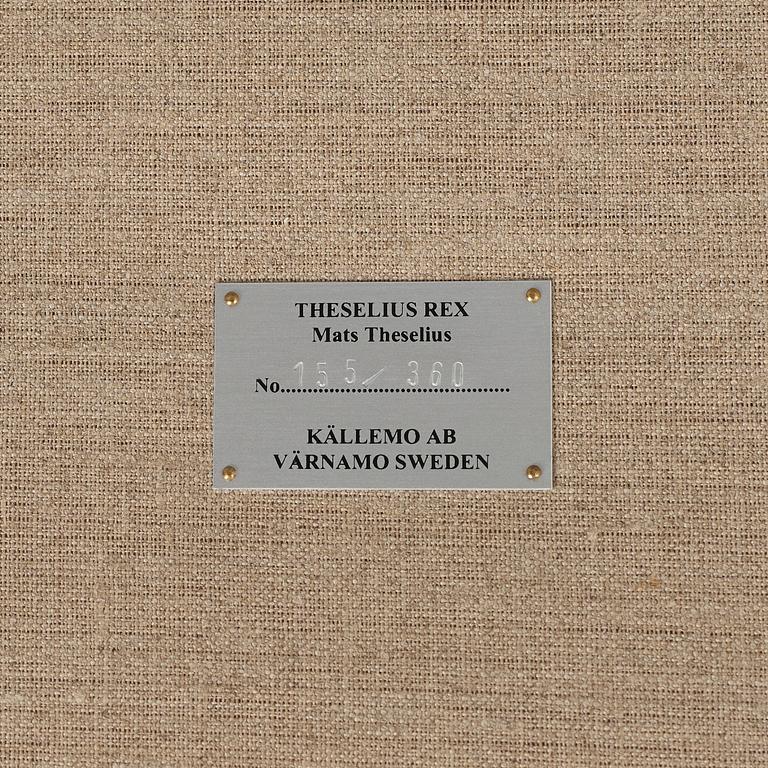 THESELIUS REX
Mats Theselius
No.155/360
KÄLLEMO AB
VÄRNAMO SWEDEN